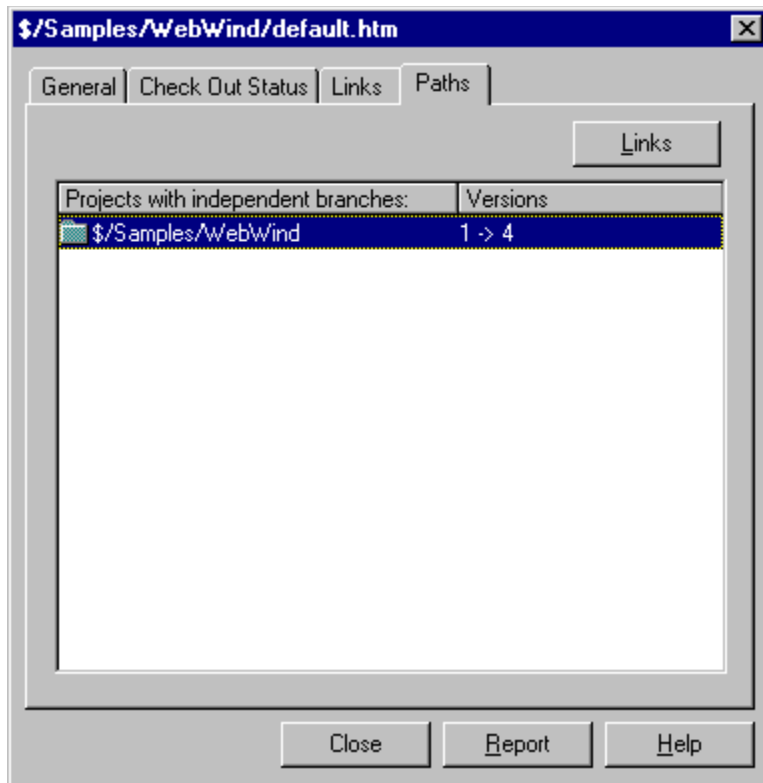 $/Samples/WebWind/default.htm
General Check Out Status Links Paths
Links
Projects with independent branches: Versions
$/Samples/WebWind 1 -> 4
Close Report Help